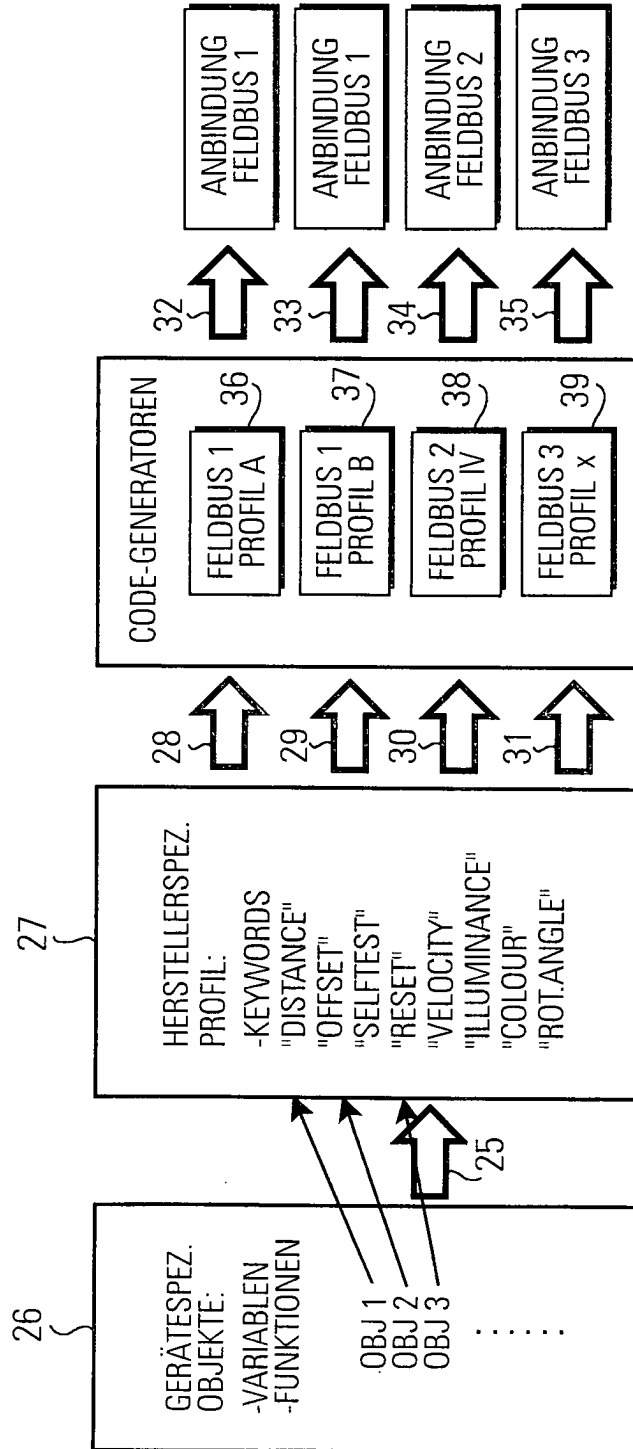 26
GERÄTESPEZ.
OBJEKTE:
-VARIABLEN
-FUNKTIONEN
OBJ 1
OBJ 2
OBJ 3
......
25
27
HERSTELLERSPEZ.
PROFIL:
-KEYWORDS
"DISTANCE"
"OFFSET"
"SELFTEST"
"RESET"
"VELOCITY"
"ILLUMINANCE"
"COLOUR"
"ROT.ANGLE"
28
29
30
31
CODE-GENERATOREN
FELDBUS 1
PROFIL A
36
FELDBUS 1
PROFIL B
37
FELDBUS 2
PROFIL IV
38
FELDBUS 3
PROFIL x
39
32
33
34
35
ANBINDUNG
FELDBUS 1
ANBINDUNG
FELDBUS 1
ANBINDUNG
FELDBUS 2
ANBINDUNG
FELDBUS 3